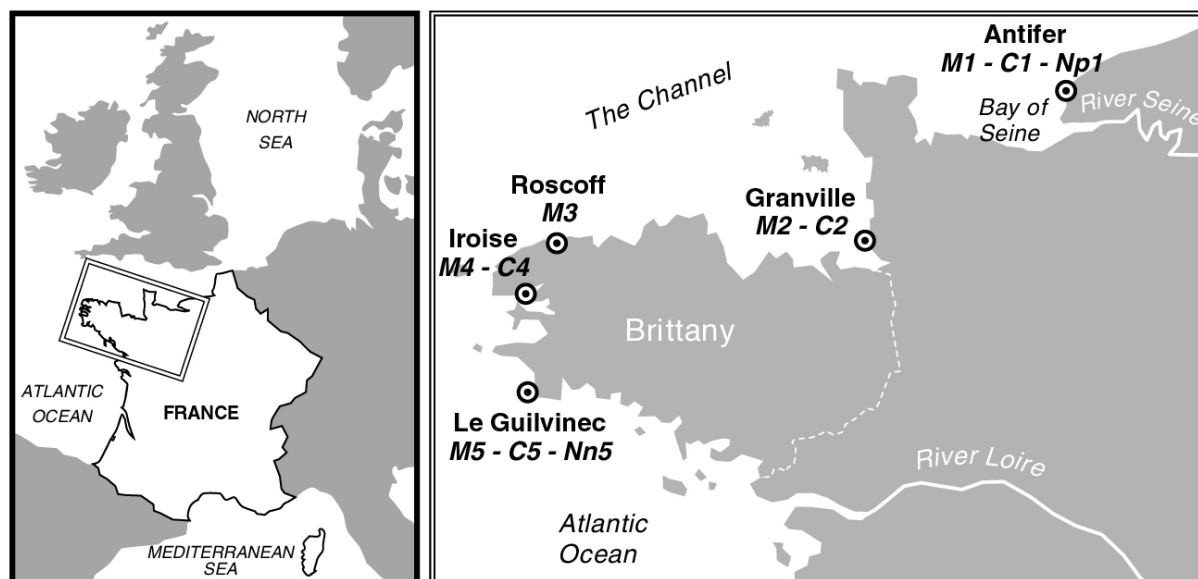 NORTH
SEA
ATLANTIC
OCEAN
FRANCE
MEDITERRANEAN
SEA
The Channel
Antifer
M1 - C1 - Np1
Bay of
Seine
River Seine
Roscoff
M3
Granville
M2 - C2
Iroise
M4 - C4
Brittany
Le Guilvinec
M5 - C5 - Nn5
River Loire
Atlantic
Ocean